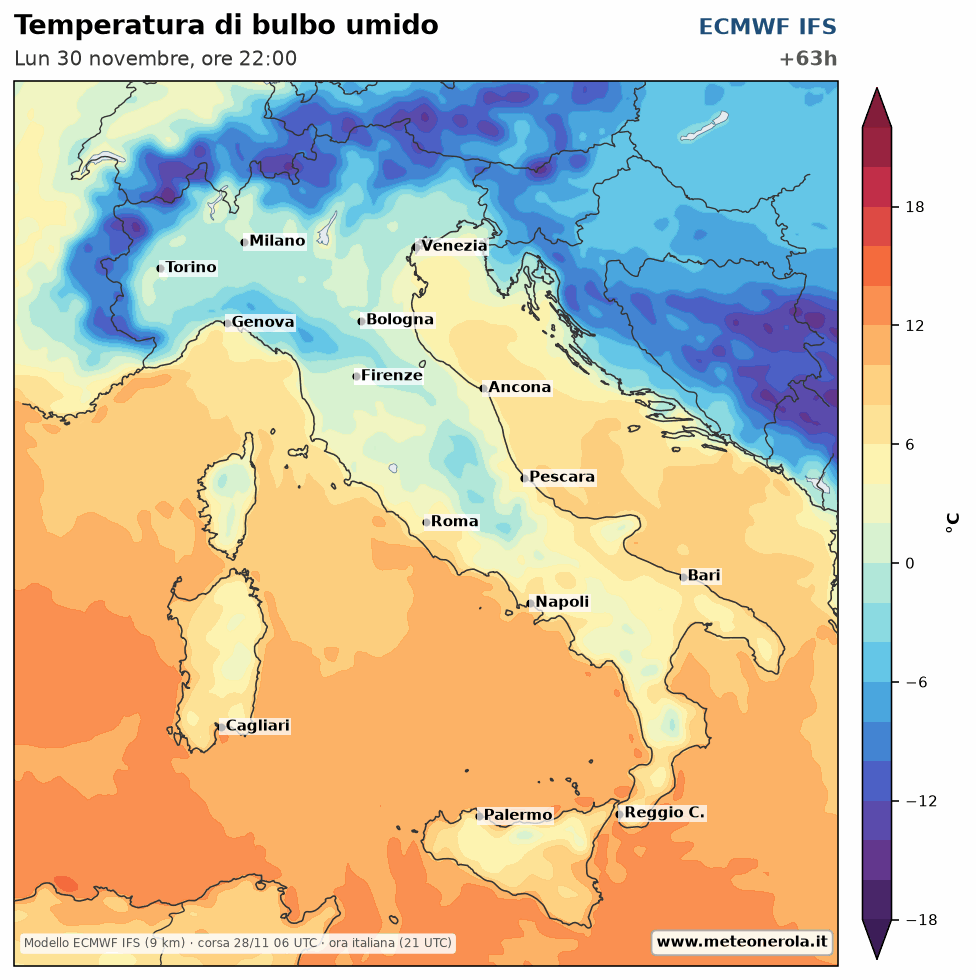 Temperatura di bulbo umido
ECMWF IFS
Lun 30 novembre, ore 22:00
+63h
Milano
Venezia
Torino
Genova
Bologna
Firenze
Ancona
Pescara
Roma
Bari
Napoli
Cagliari
Palermo
Reggio C.
18
12
6
0
−6
−12
−18
°C
Modello ECMWF IFS (9 km) · corsa 28/11 06 UTC · ora italiana (21 UTC)
www.meteonerola.it